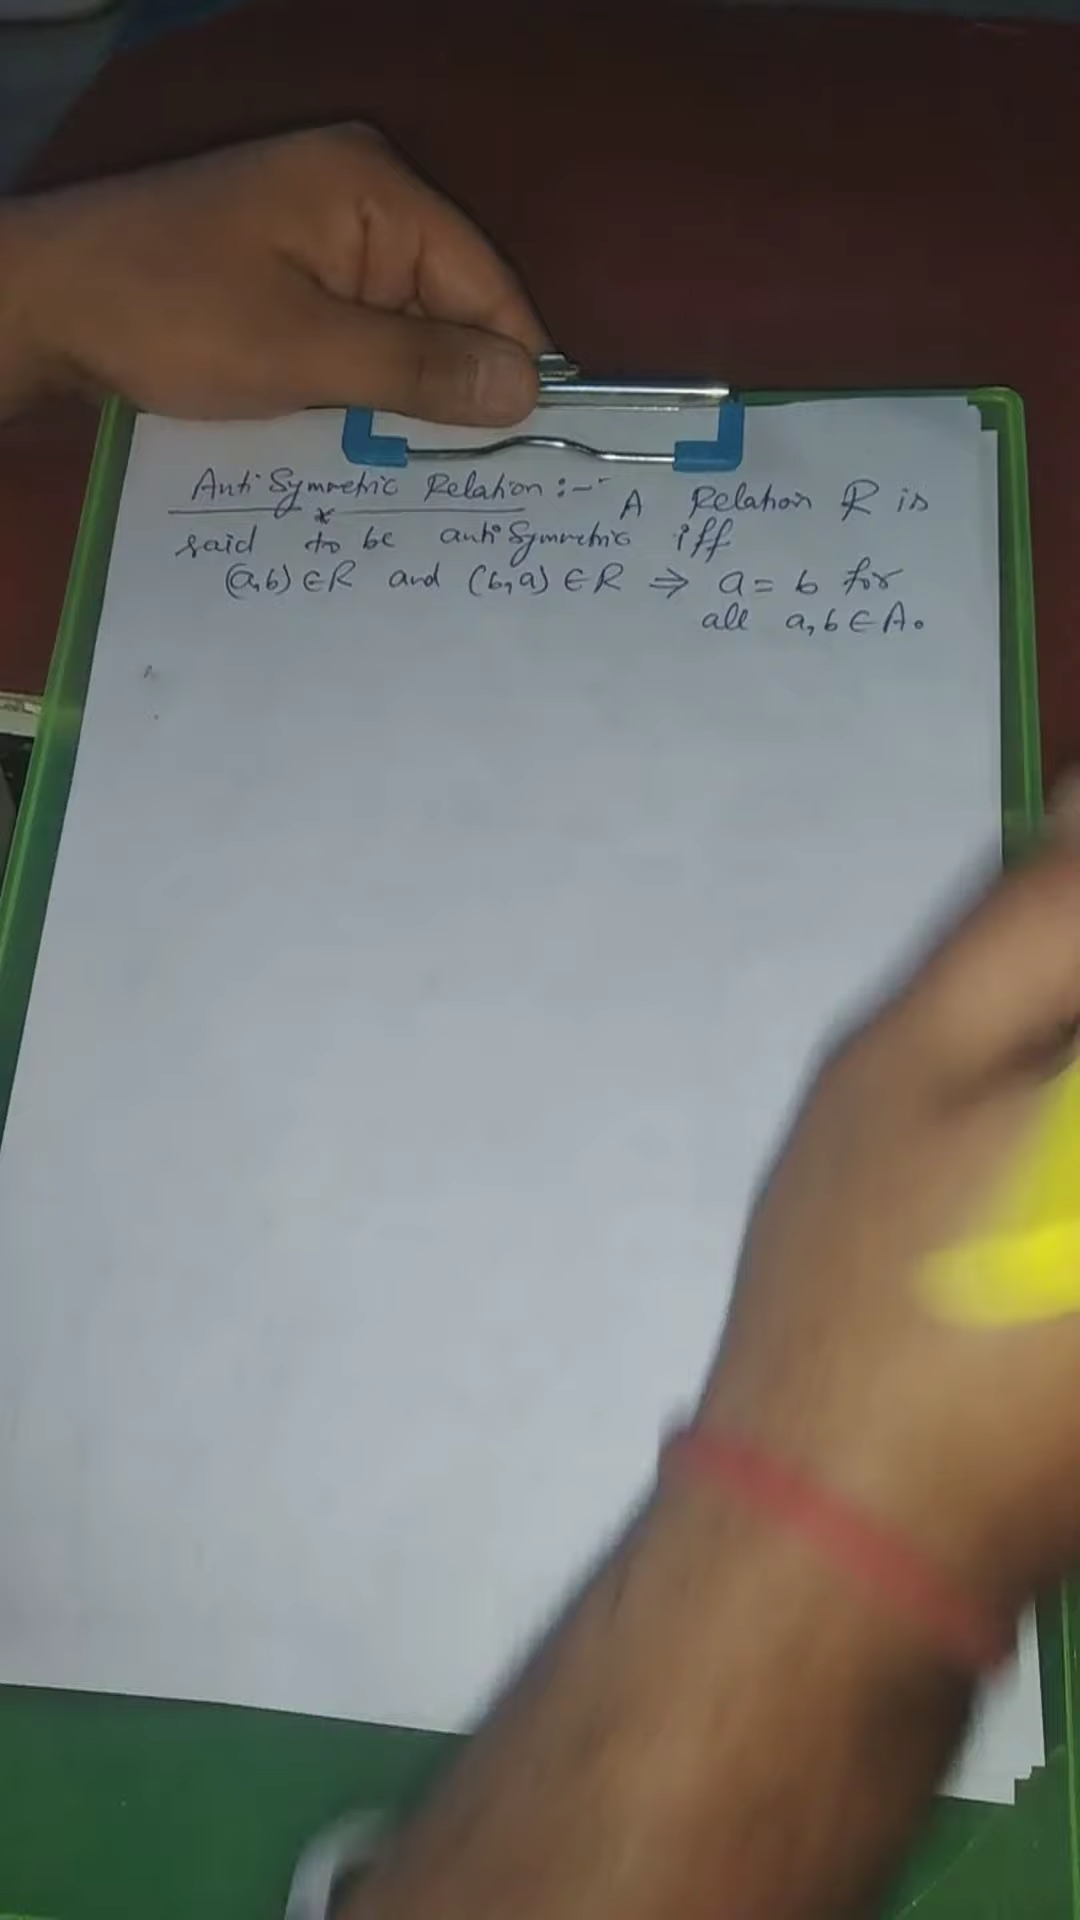 Anti Symmetric Relation :- A Relation R is
said to be anti Symmetric iff
(a,b) ∈ R and (b,a) ∈ R ⇒ a = b for
all a, b ∈ A.